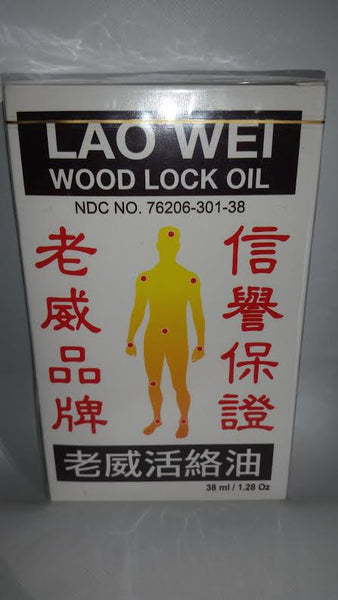 LAO WEI
WOOD LOCK OIL
NDC NO. 76206-301-38
老威品牌
信譽保證
老威活絡油
38 ml / 1.28 Oz